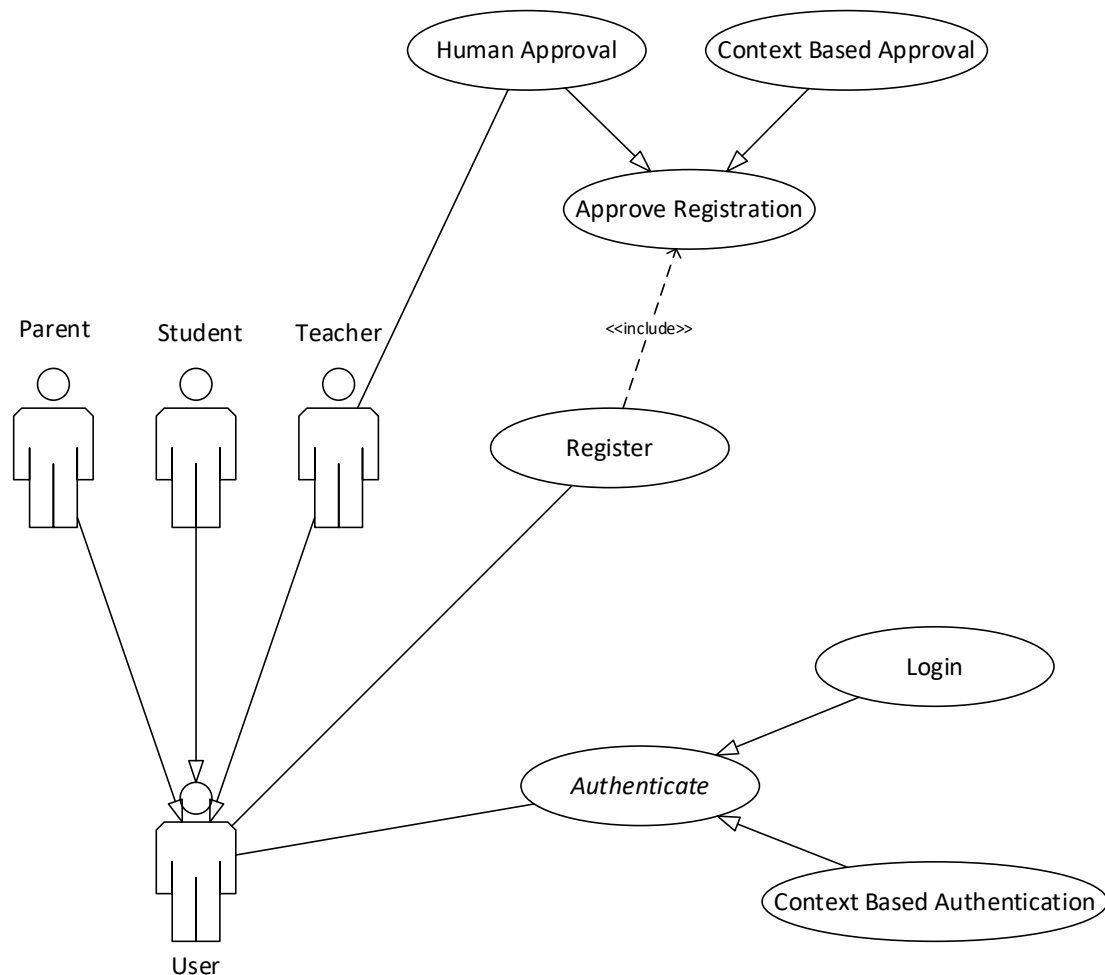 Human Approval
Context Based Approval
Approve Registration
Parent
Student
Teacher
<<include>>
Register
Login
Authenticate
Context Based Authentication
User